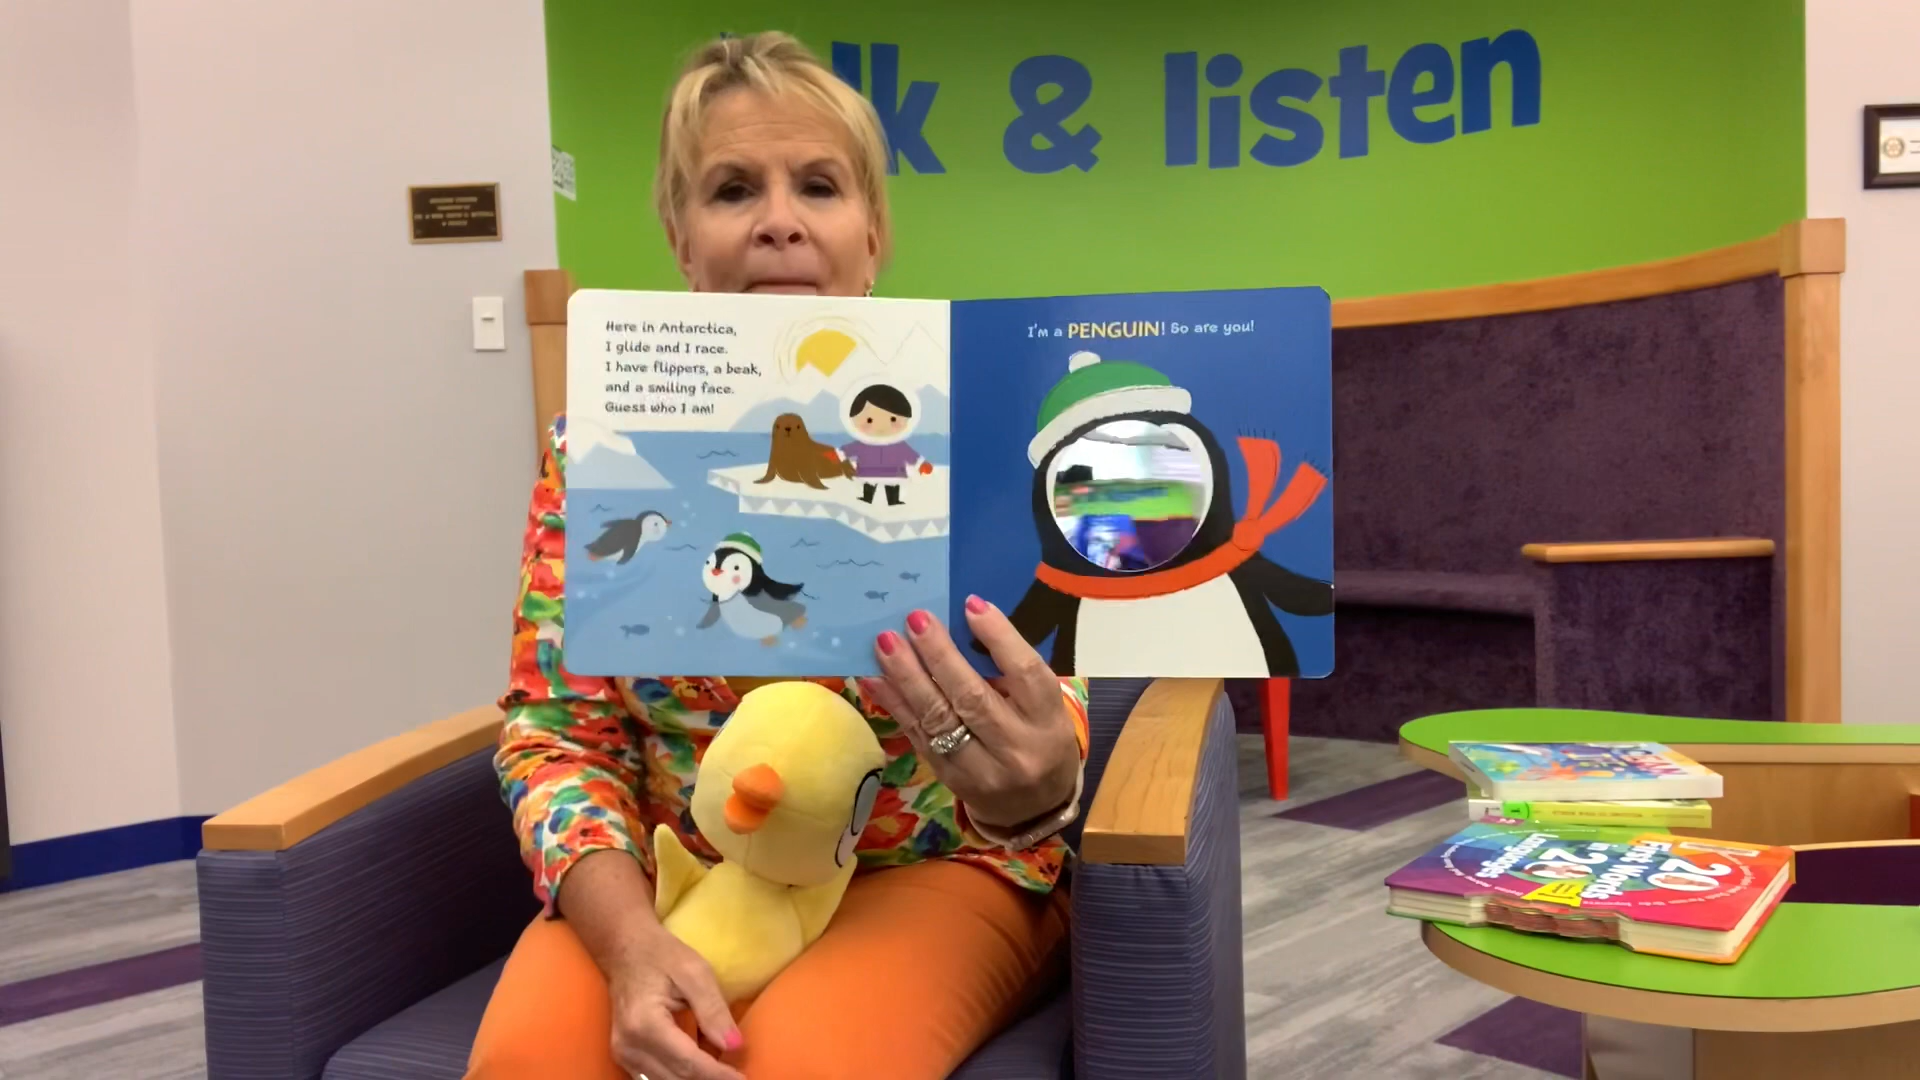 lk & listen
Here in Antarctica,
I glide and I race.
I have flippers, a beak,
and a smiling face.
Guess who I am!
I'm a PENGUIN! So are you!
20
First Words
in 20
Languages